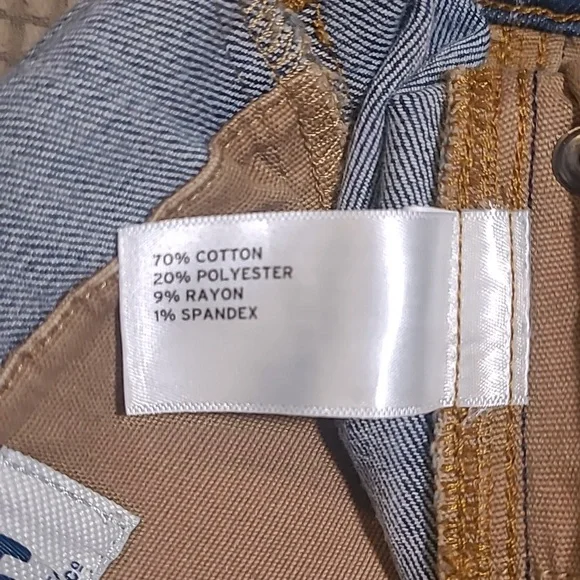 70% COTTON
20% POLYESTER
9% RAYON
1% SPANDEX